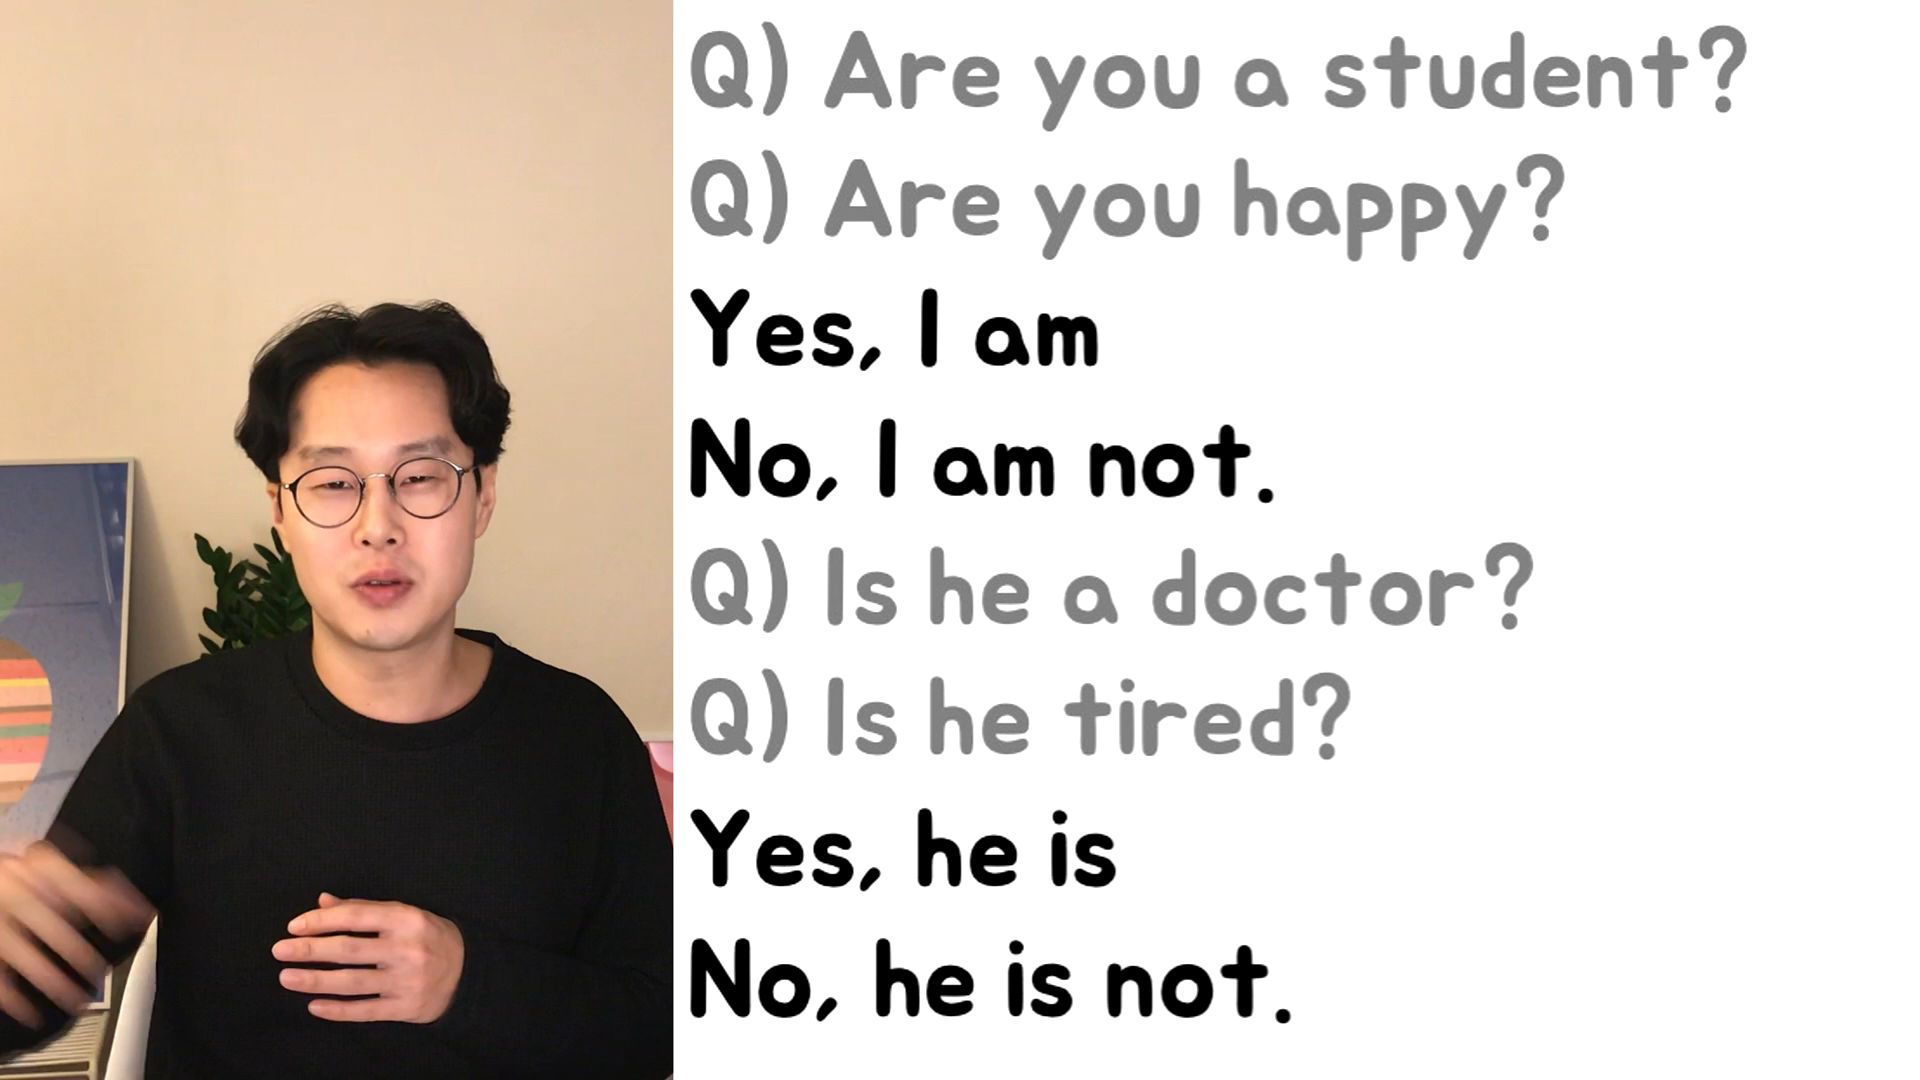 Q) Are you a student?
Q) Are you happy?
Yes, I am
No, I am not.
Q) Is he a doctor?
Q) Is he tired?
Yes, he is
No, he is not.